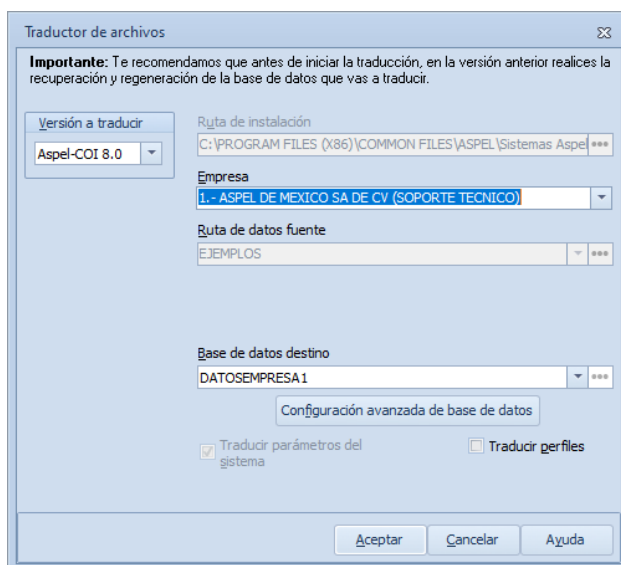 Traductor de archivos
Importante: Te recomendamos que antes de iniciar la traducción, en la versión anterior realices la
recuperación y regeneración de la base de datos que vas a traducir.
Versión a traducir
Aspel-COI 8.0
Ruta de instalación
C:\PROGRAM FILES (X86)\COMMON FILES\ASPEL\Sistemas Aspel
Empresa
1.- ASPEL DE MEXICO SA DE CV (SOPORTE TECNICO)
Ruta de datos fuente
EJEMPLOS
Base de datos destino
DATOSEMPRESA1
Configuración avanzada de base de datos
Traducir parámetros del
sistema
Traducir perfiles
Aceptar
Cancelar
Ayuda